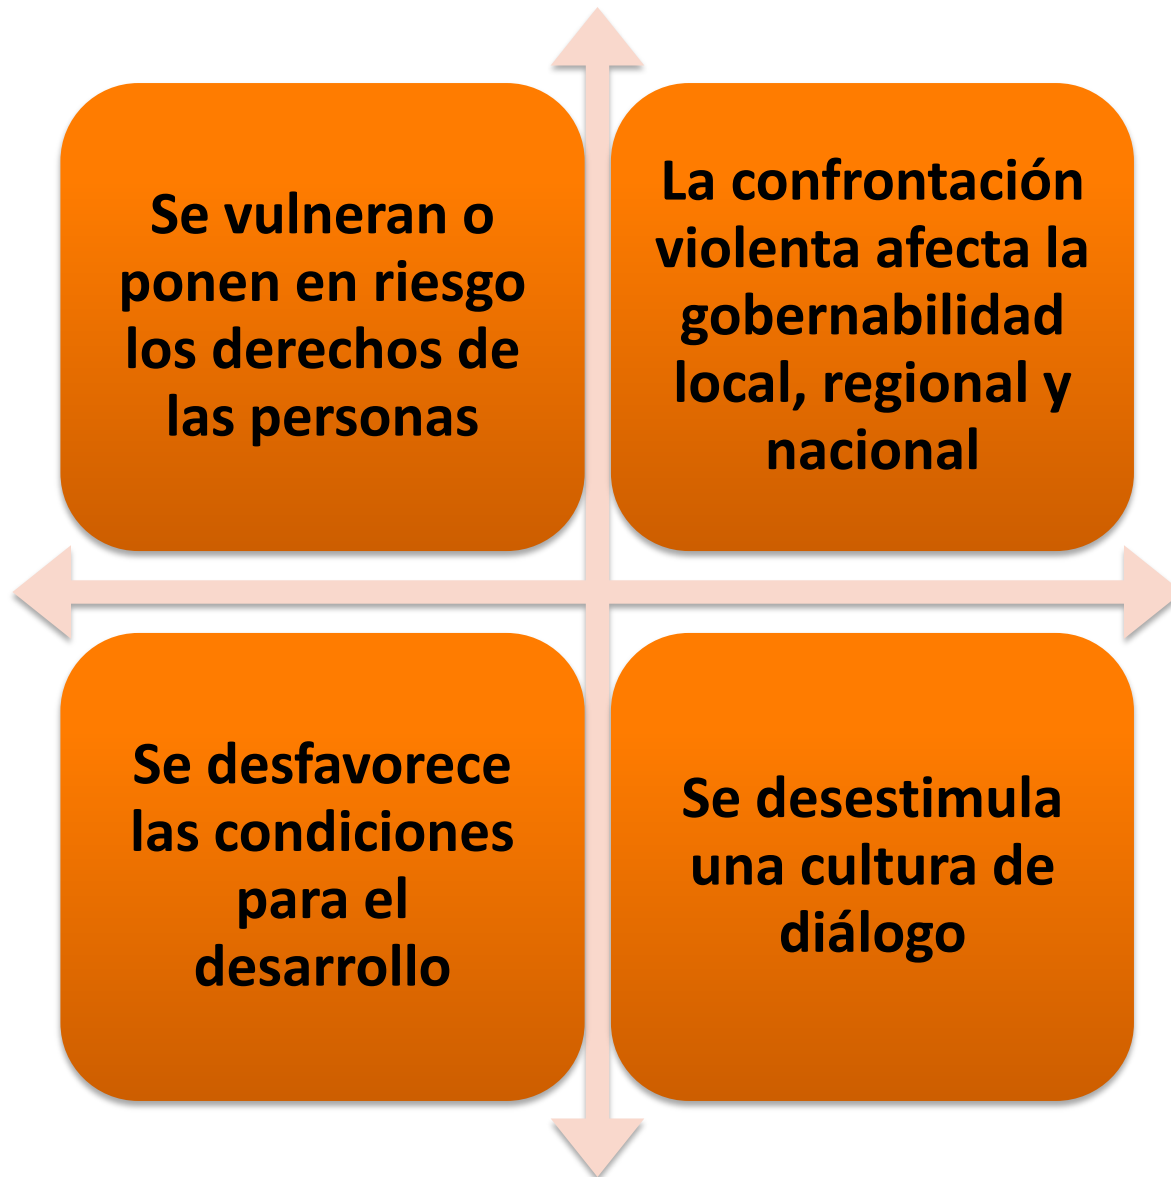 Se vulneran o
ponen en riesgo
los derechos de
las personas
La confrontación
violenta afecta la
gobernabilidad
local, regional y
nacional
Se desfavorece
las condiciones
para el
desarrollo
Se desestimula
una cultura de
diálogo